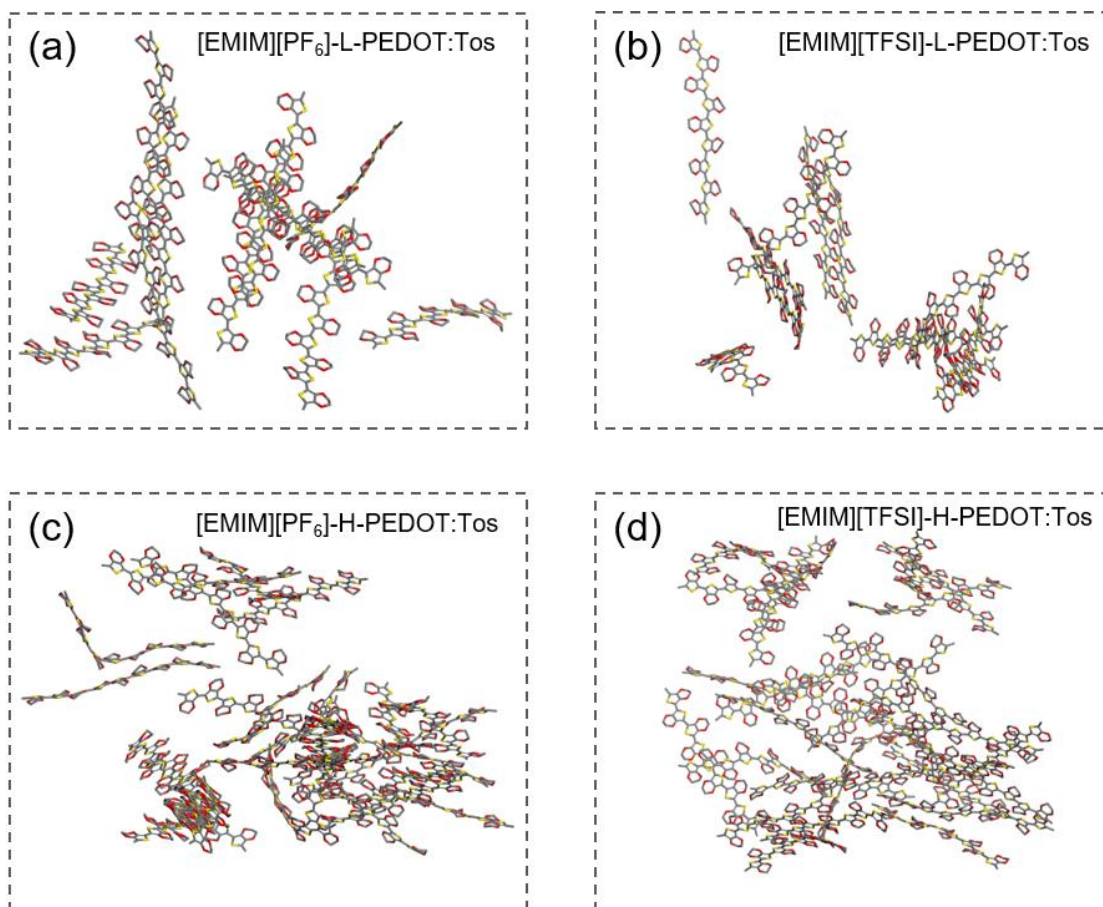 (a) [EMIM][PF₆]-L-PEDOT:Tos
(b) [EMIM][TFSI]-L-PEDOT:Tos
(c) [EMIM][PF₆]-H-PEDOT:Tos
(d) [EMIM][TFSI]-H-PEDOT:Tos